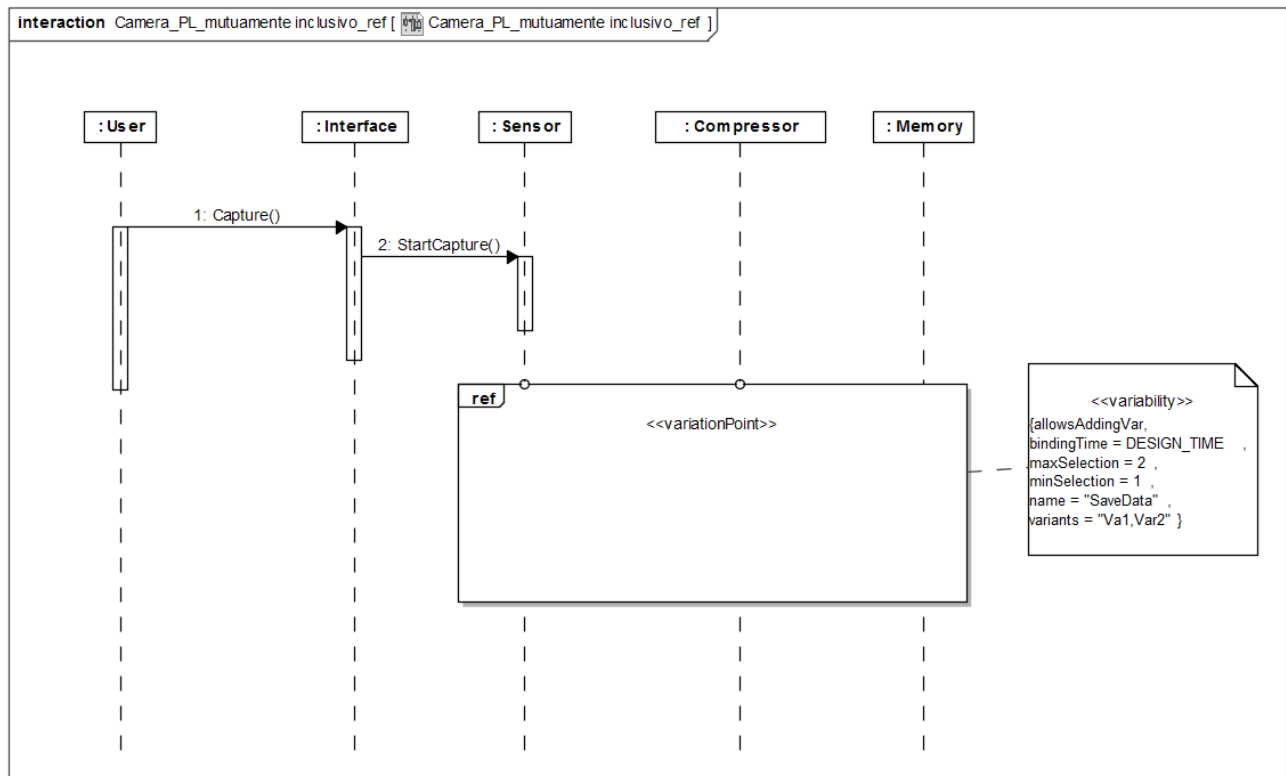 interaction Camera_PL_mutuamente inclusivo_ref [ Camera_PL_mutuamente inclusivo_ref ]
: User
: Interface
: Sensor
: Compressor
: Memory
1: Capture()
2: StartCapture()
ref
<<variationPoint>>
<<variability>>
{allowsAddingVar,
bindingTime = DESIGN_TIME ,
maxSelection = 2 ,
minSelection = 1 ,
name = "SaveData" ,
variants = "Va1,Var2" }